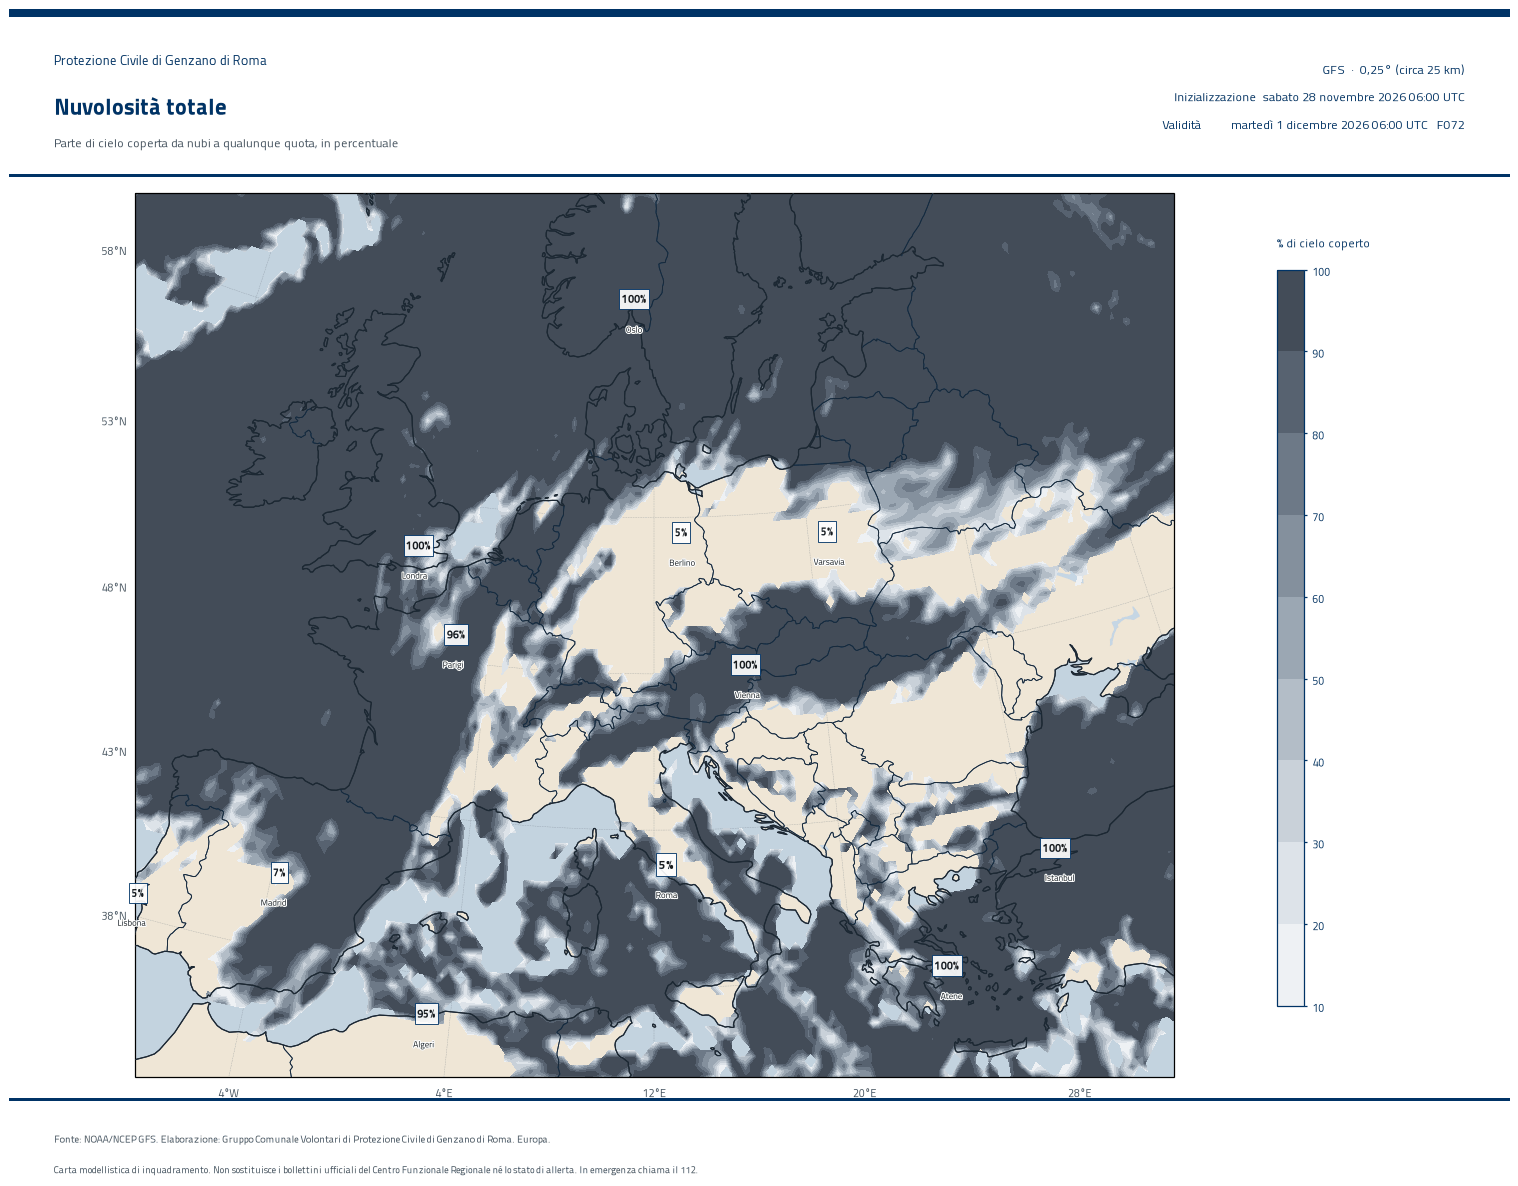 Protezione Civile di Genzano di Roma
Nuvolosità totale
Parte di cielo coperta da nubi a qualunque quota, in percentuale
GFS · 0,25° (circa 25 km)
Inizializzazione sabato 28 novembre 2026 06:00 UTC
Validità martedì 1 dicembre 2026 06:00 UTC F072
58°N
53°N
48°N
43°N
38°N
4°W
4°E
12°E
20°E
28°E
100%
Oslo
100%
Londra
5%
Berlino
5%
Varsavia
96%
Parigi
100%
Vienna
7%
Madrid
5%
Lisbona
5%
Roma
100%
Istanbul
100%
Atene
95%
Algeri
% di cielo coperto
100
90
80
70
60
50
40
30
20
10
Fonte: NOAA/NCEP GFS. Elaborazione: Gruppo Comunale Volontari di Protezione Civile di Genzano di Roma. Europa.
Carta modellistica di inquadramento. Non sostituisce i bollettini ufficiali del Centro Funzionale Regionale né lo stato di allerta. In emergenza chiama il 112.